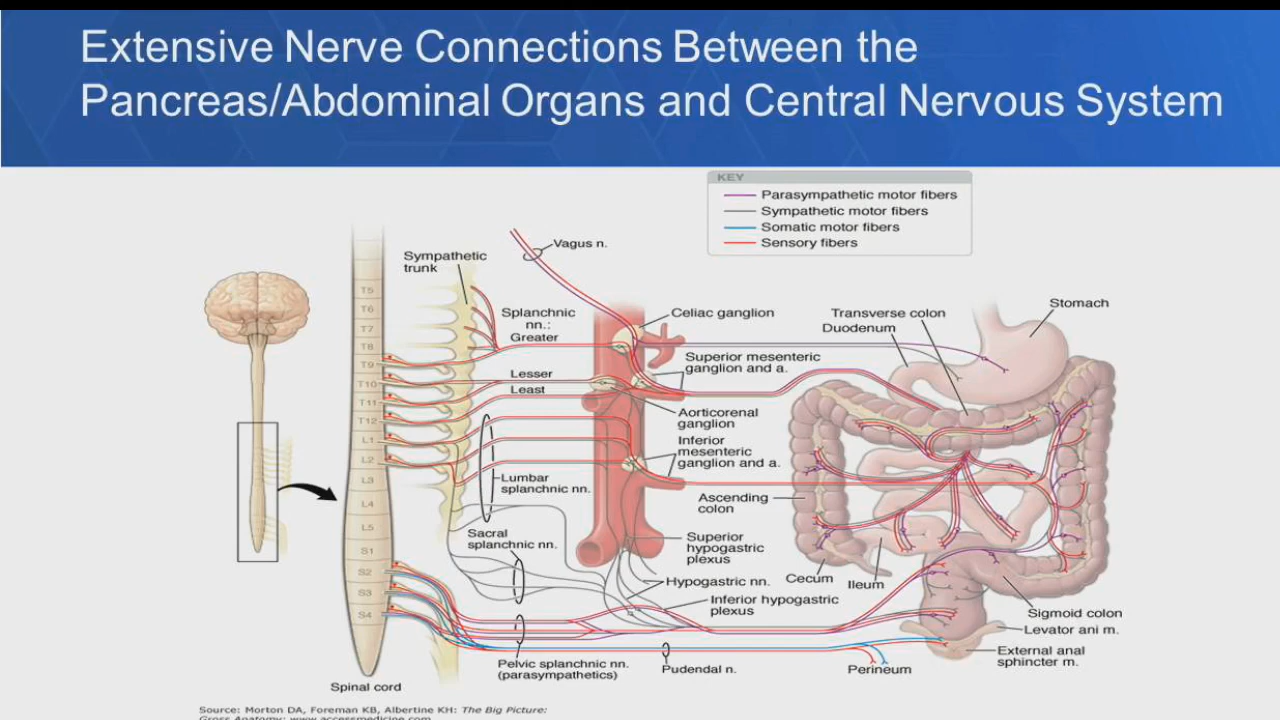 Extensive Nerve Connections Between the
Pancreas/Abdominal Organs and Central Nervous System
KEY
Parasympathetic motor fibers
Sympathetic motor fibers
Somatic motor fibers
Sensory fibers
Vagus n.
Sympathetic
trunk
Splanchnic
nn.:
Greater
Lesser
Least
Celiac ganglion
Superior mesenteric
ganglion and a.
Aorticorenal
ganglion
Inferior
mesenteric
ganglion and a.
Transverse colon
Duodenum
Stomach
T5
T6
T7
T8
T9
T10
T11
T12
L1
L2
L3
L4
L5
S1
S2
S3
S4
Lumbar
splanchnic nn.
Sacral
splanchnic nn.
Ascending
colon
Superior
hypogastric
plexus
Hypogastric nn.
Inferior hypogastric
plexus
Cecum
Ileum
Sigmoid colon
Levator ani m.
External anal
sphincter m.
Perineum
Pudendal n.
Pelvic splanchnic nn.
(parasympathetics)
Spinal cord
Source: Morton DA, Foreman KB, Albertine KH: The Big Picture:
Gross Anatomy: www.accessmedicine.com